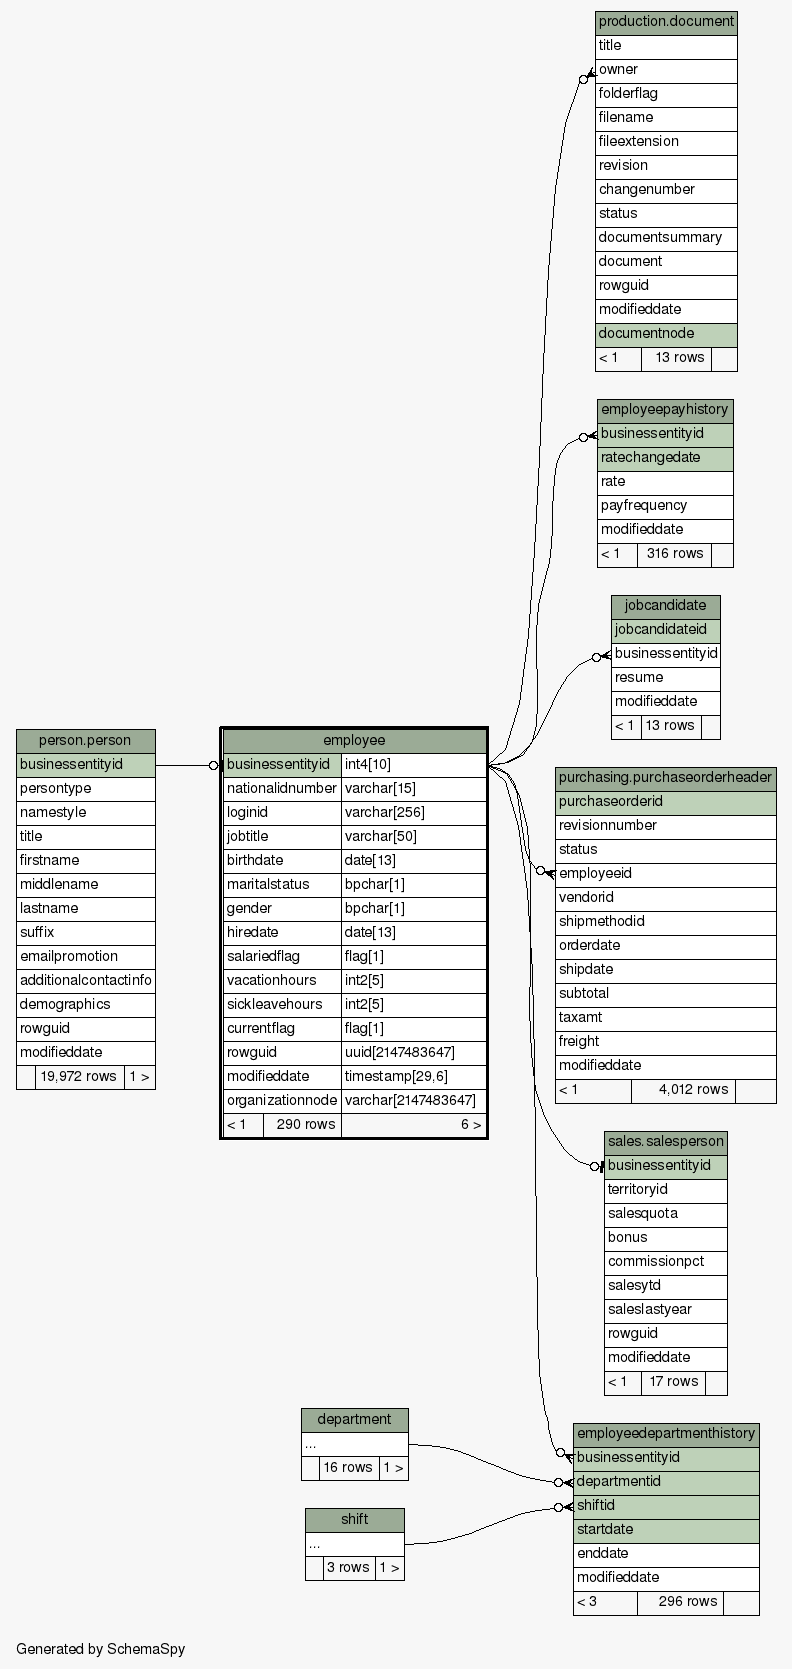 production.document
title
owner
folderflag
filename
fileextension
revision
changenumber
status
documentsummary
document
rowguid
modifieddate
documentnode
< 1 13 rows
employeepayhistory
businessentityid
ratechangedate
rate
payfrequency
modifieddate
< 1 316 rows
jobcandidate
jobcandidateid
businessentityid
resume
modifieddate
< 1 13 rows
person.person
businessentityid
persontype
namestyle
title
firstname
middlename
lastname
suffix
emailpromotion
additionalcontactinfo
demographics
rowguid
modifieddate
19,972 rows 1 >
employee
businessentityid int4[10]
nationalidnumber varchar[15]
loginid varchar[256]
jobtitle varchar[50]
birthdate date[13]
maritalstatus bpchar[1]
gender bpchar[1]
hiredate date[13]
salariedflag flag[1]
vacationhours int2[5]
sickleavehours int2[5]
currentflag flag[1]
rowguid uuid[2147483647]
modifieddate timestamp[29,6]
organizationnode varchar[2147483647]
< 1 290 rows 6 >
purchasing.purchaseorderheader
purchaseorderid
revisionnumber
status
employeeid
vendorid
shipmethodid
orderdate
shipdate
subtotal
taxamt
freight
modifieddate
< 1 4,012 rows
sales.salesperson
businessentityid
territoryid
salesquota
bonus
commissionpct
salesytd
saleslastyear
rowguid
modifieddate
< 1 17 rows
department
...
16 rows 1 >
shift
...
3 rows 1 >
employeedepartmenthistory
businessentityid
departmentid
shiftid
startdate
enddate
modifieddate
< 3 296 rows
Generated by SchemaSpy